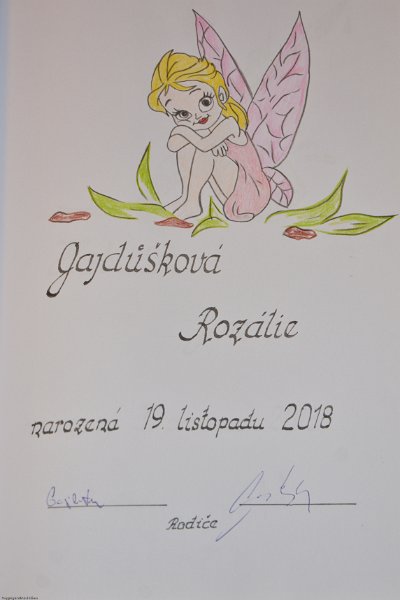 Gajdůšková
Rozálie
narozená 19. listopadu 2018
Rodiče